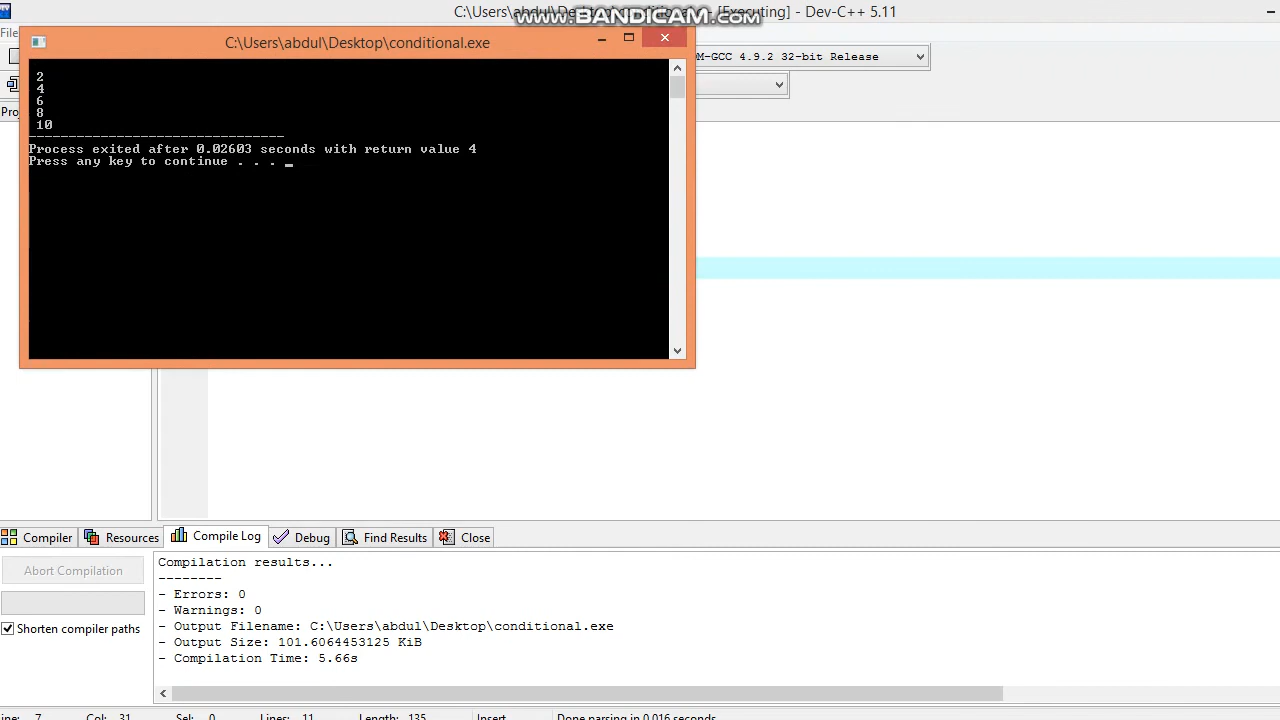 C:\Users\abdul\Desktop\conditional [Executing] - Dev-C++ 5.11
www.BANDICAM.com
File
C:\Users\abdul\Desktop\conditional.exe
M-GCC 4.9.2 32-bit Release
2
4
6
8
10
--------------------------------
Process exited after 0.02603 seconds with return value 4
Press any key to continue . . . _
Compiler
Resources
Compile Log
Debug
Find Results
Close
Abort Compilation
Shorten compiler paths
Compilation results...
--------
- Errors: 0
- Warnings: 0
- Output Filename: C:\Users\abdul\Desktop\conditional.exe
- Output Size: 101.6064453125 KiB
- Compilation Time: 5.66s
Line: 7 Col: 31 Sel: 0 Lines: 11 Length: 135 Insert Done parsing in 0.016 seconds